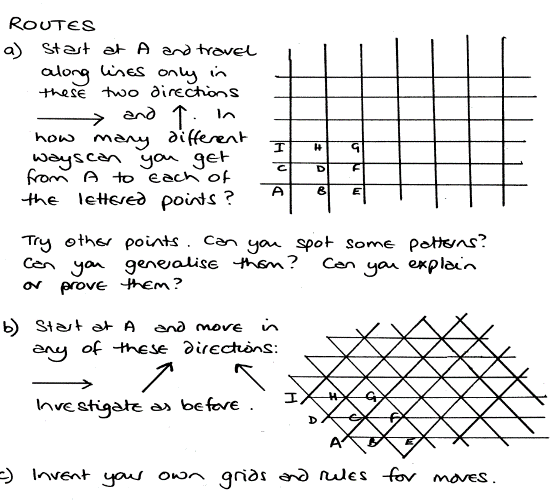 ROUTES
a) Start at A and travel
along lines only in
these two directions
→ and ↑. In
how many different
ways can you get
from A to each of
the lettered points?
I H G
C D F
A B E
Try other points. Can you spot some patterns?
Can you generalise them? Can you explain
or prove them?
b) Start at A and move in
any of these directions:
Investigate as before.
I H G
D C F
A B E
c) Invent your own grids and rules for moves.